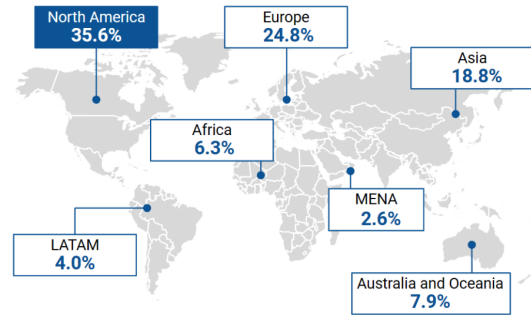 North America
35.6%
Europe
24.8%
Asia
18.8%
Africa
6.3%
MENA
2.6%
LATAM
4.0%
Australia and Oceania
7.9%